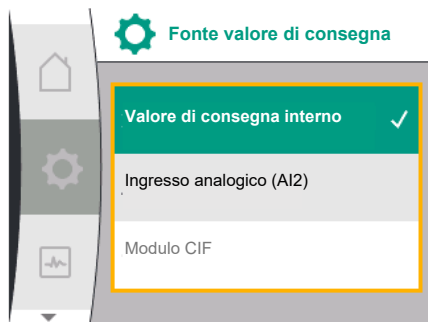 Fonte valore di consegna
Valore di consegna interno
Ingresso analogico (AI2)
Modulo CIF